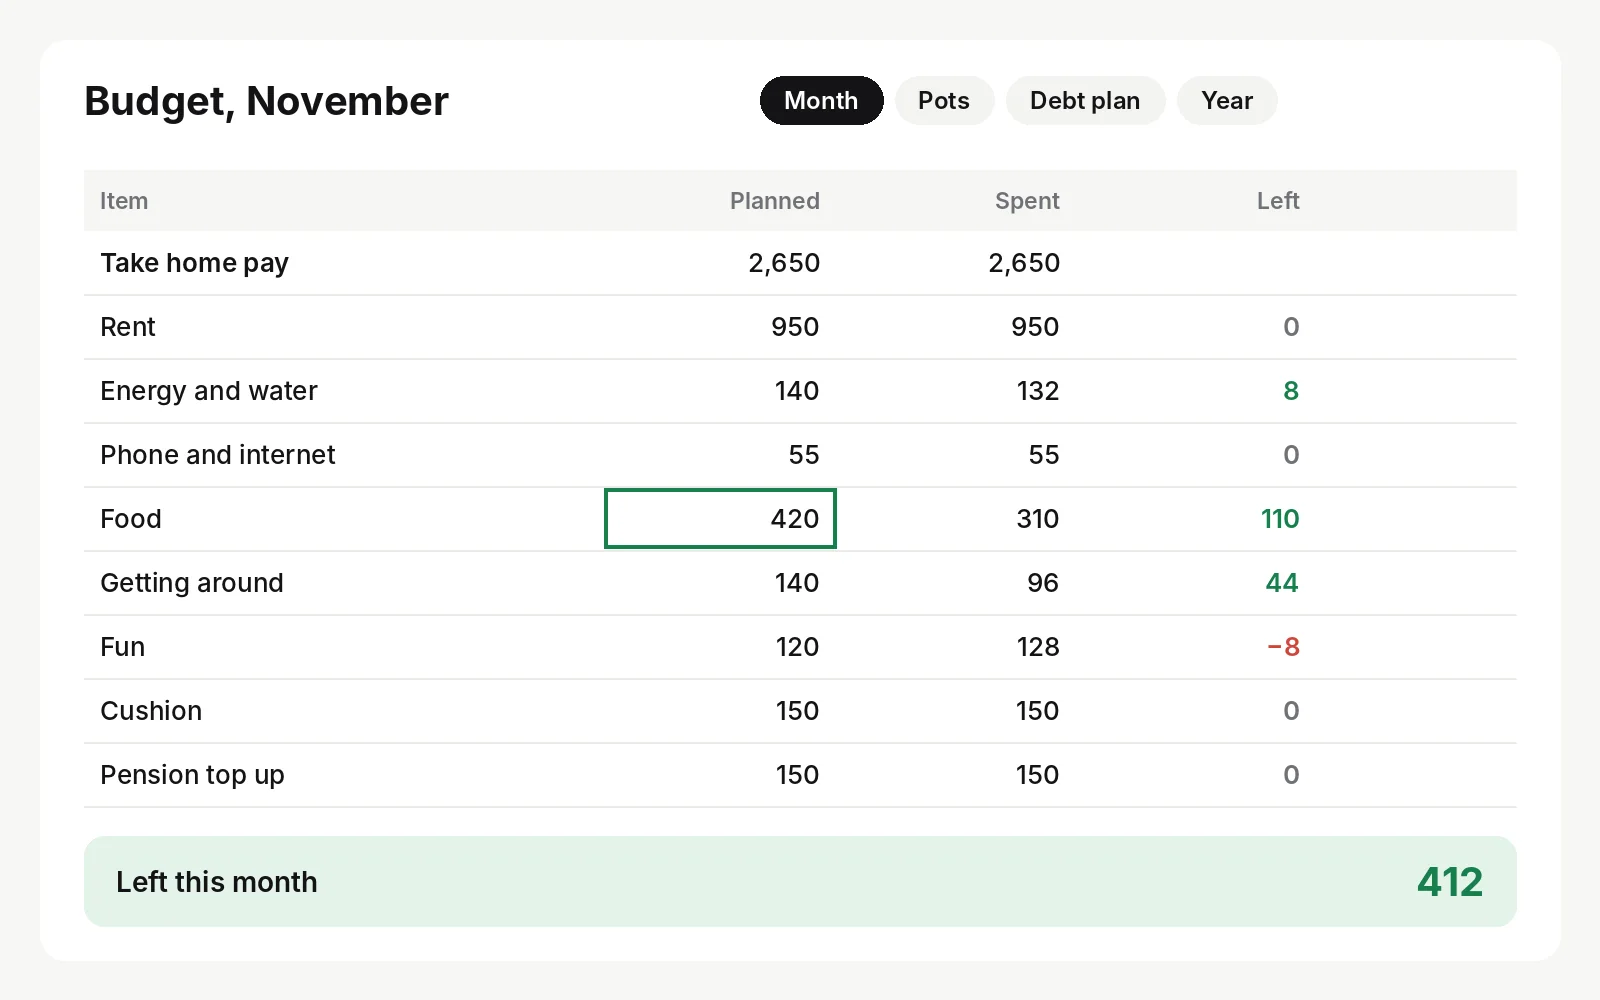 Budget, November
Month Pots Debt plan Year
Item Planned Spent Left
Take home pay 2,650 2,650
Rent 950 950 0
Energy and water 140 132 8
Phone and internet 55 55 0
Food 420 310 110
Getting around 140 96 44
Fun 120 128 −8
Cushion 150 150 0
Pension top up 150 150 0
Left this month 412